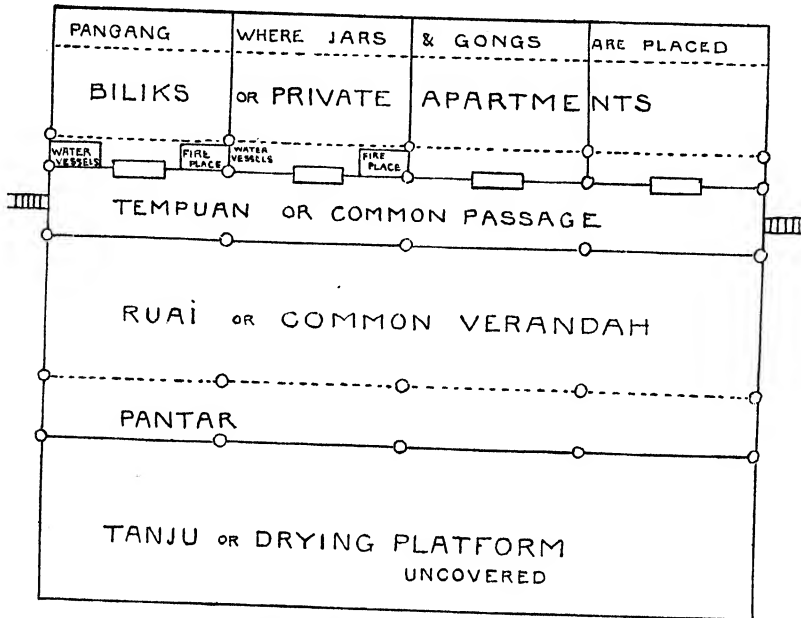 PANGANG WHERE JARS & GONGS ARE PLACED
BILIKS OR PRIVATE APARTMENTS
WATER VESSELS
FIRE PLACE
WATER VESSELS
FIRE PLACE
TEMPUAN OR COMMON PASSAGE
RUAI OR COMMON VERANDAH
PANTAR
TANJU OR DRYING PLATFORM
UNCOVERED